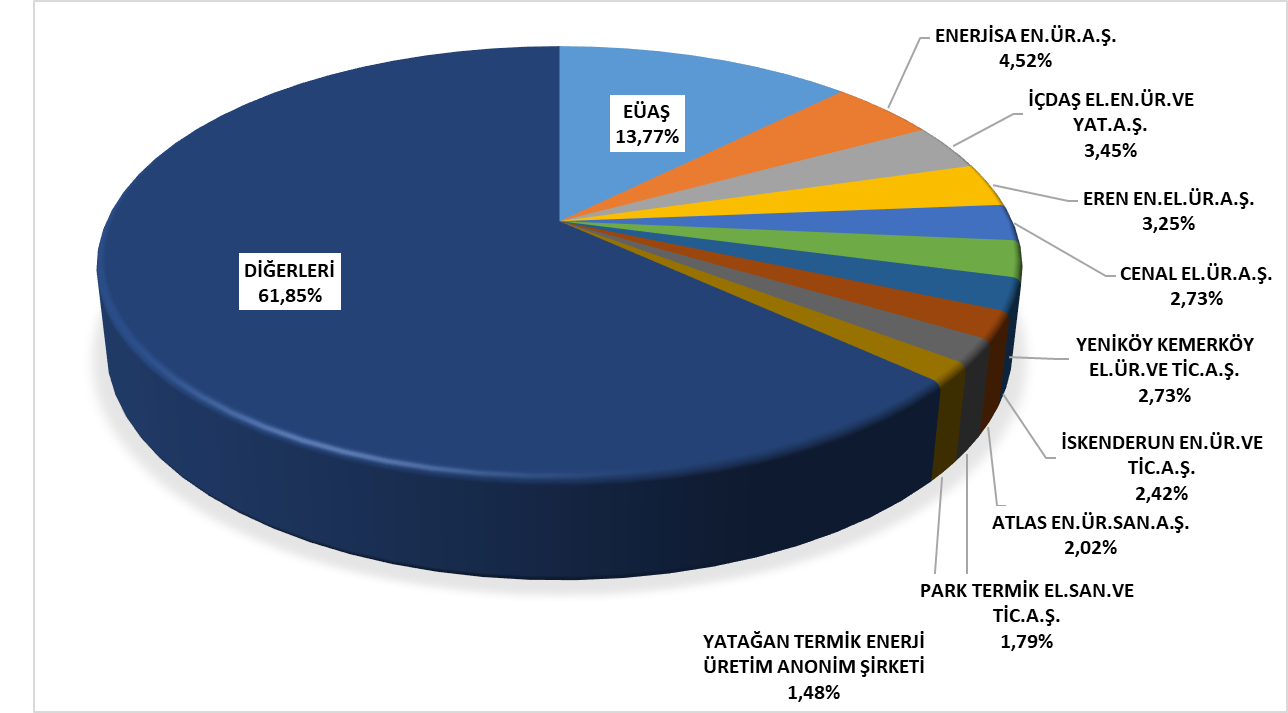 ENERJİSA EN.ÜR.A.Ş.
4,52%
İÇDAŞ EL.EN.ÜR.VE
YAT.A.Ş.
3,45%
EÜAŞ
13,77%
EREN EN.EL.ÜR.A.Ş.
3,25%
DİĞERLERİ
61,85%
CENAL EL.ÜR.A.Ş.
2,73%
YENİKÖY KEMERKÖY
EL.ÜR.VE TİC.A.Ş.
2,73%
İSKENDERUN EN.ÜR.VE
TİC.A.Ş.
2,42%
ATLAS EN.ÜR.SAN.A.Ş.
2,02%
PARK TERMİK EL.SAN.VE
TİC.A.Ş.
1,79%
YATAĞAN TERMİK ENERJİ
ÜRETİM ANONİM ŞİRKETİ
1,48%